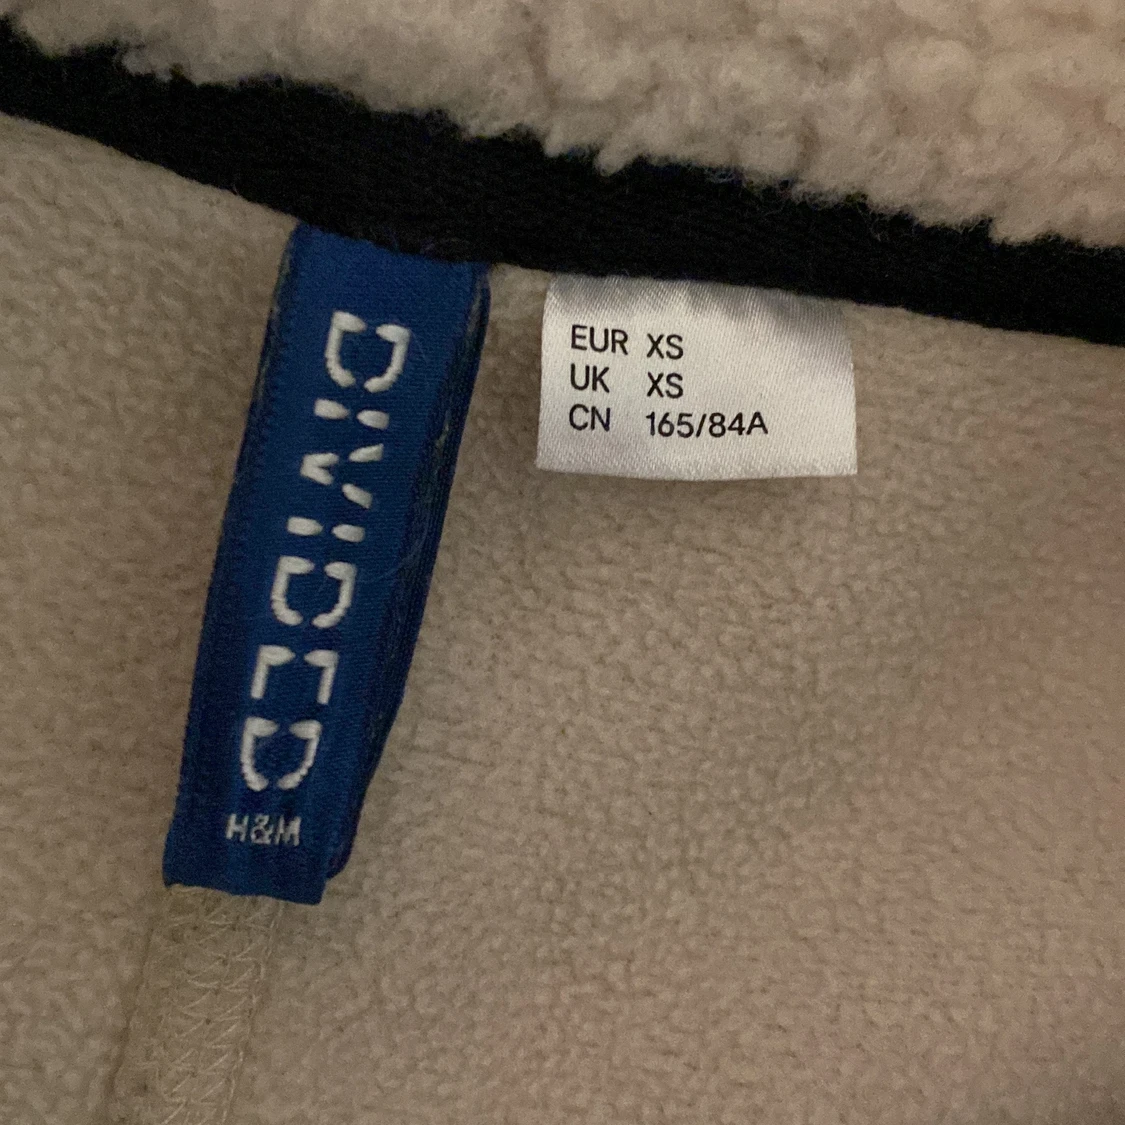 DIVIDED
H&M
EUR XS
UK XS
CN 165/84A